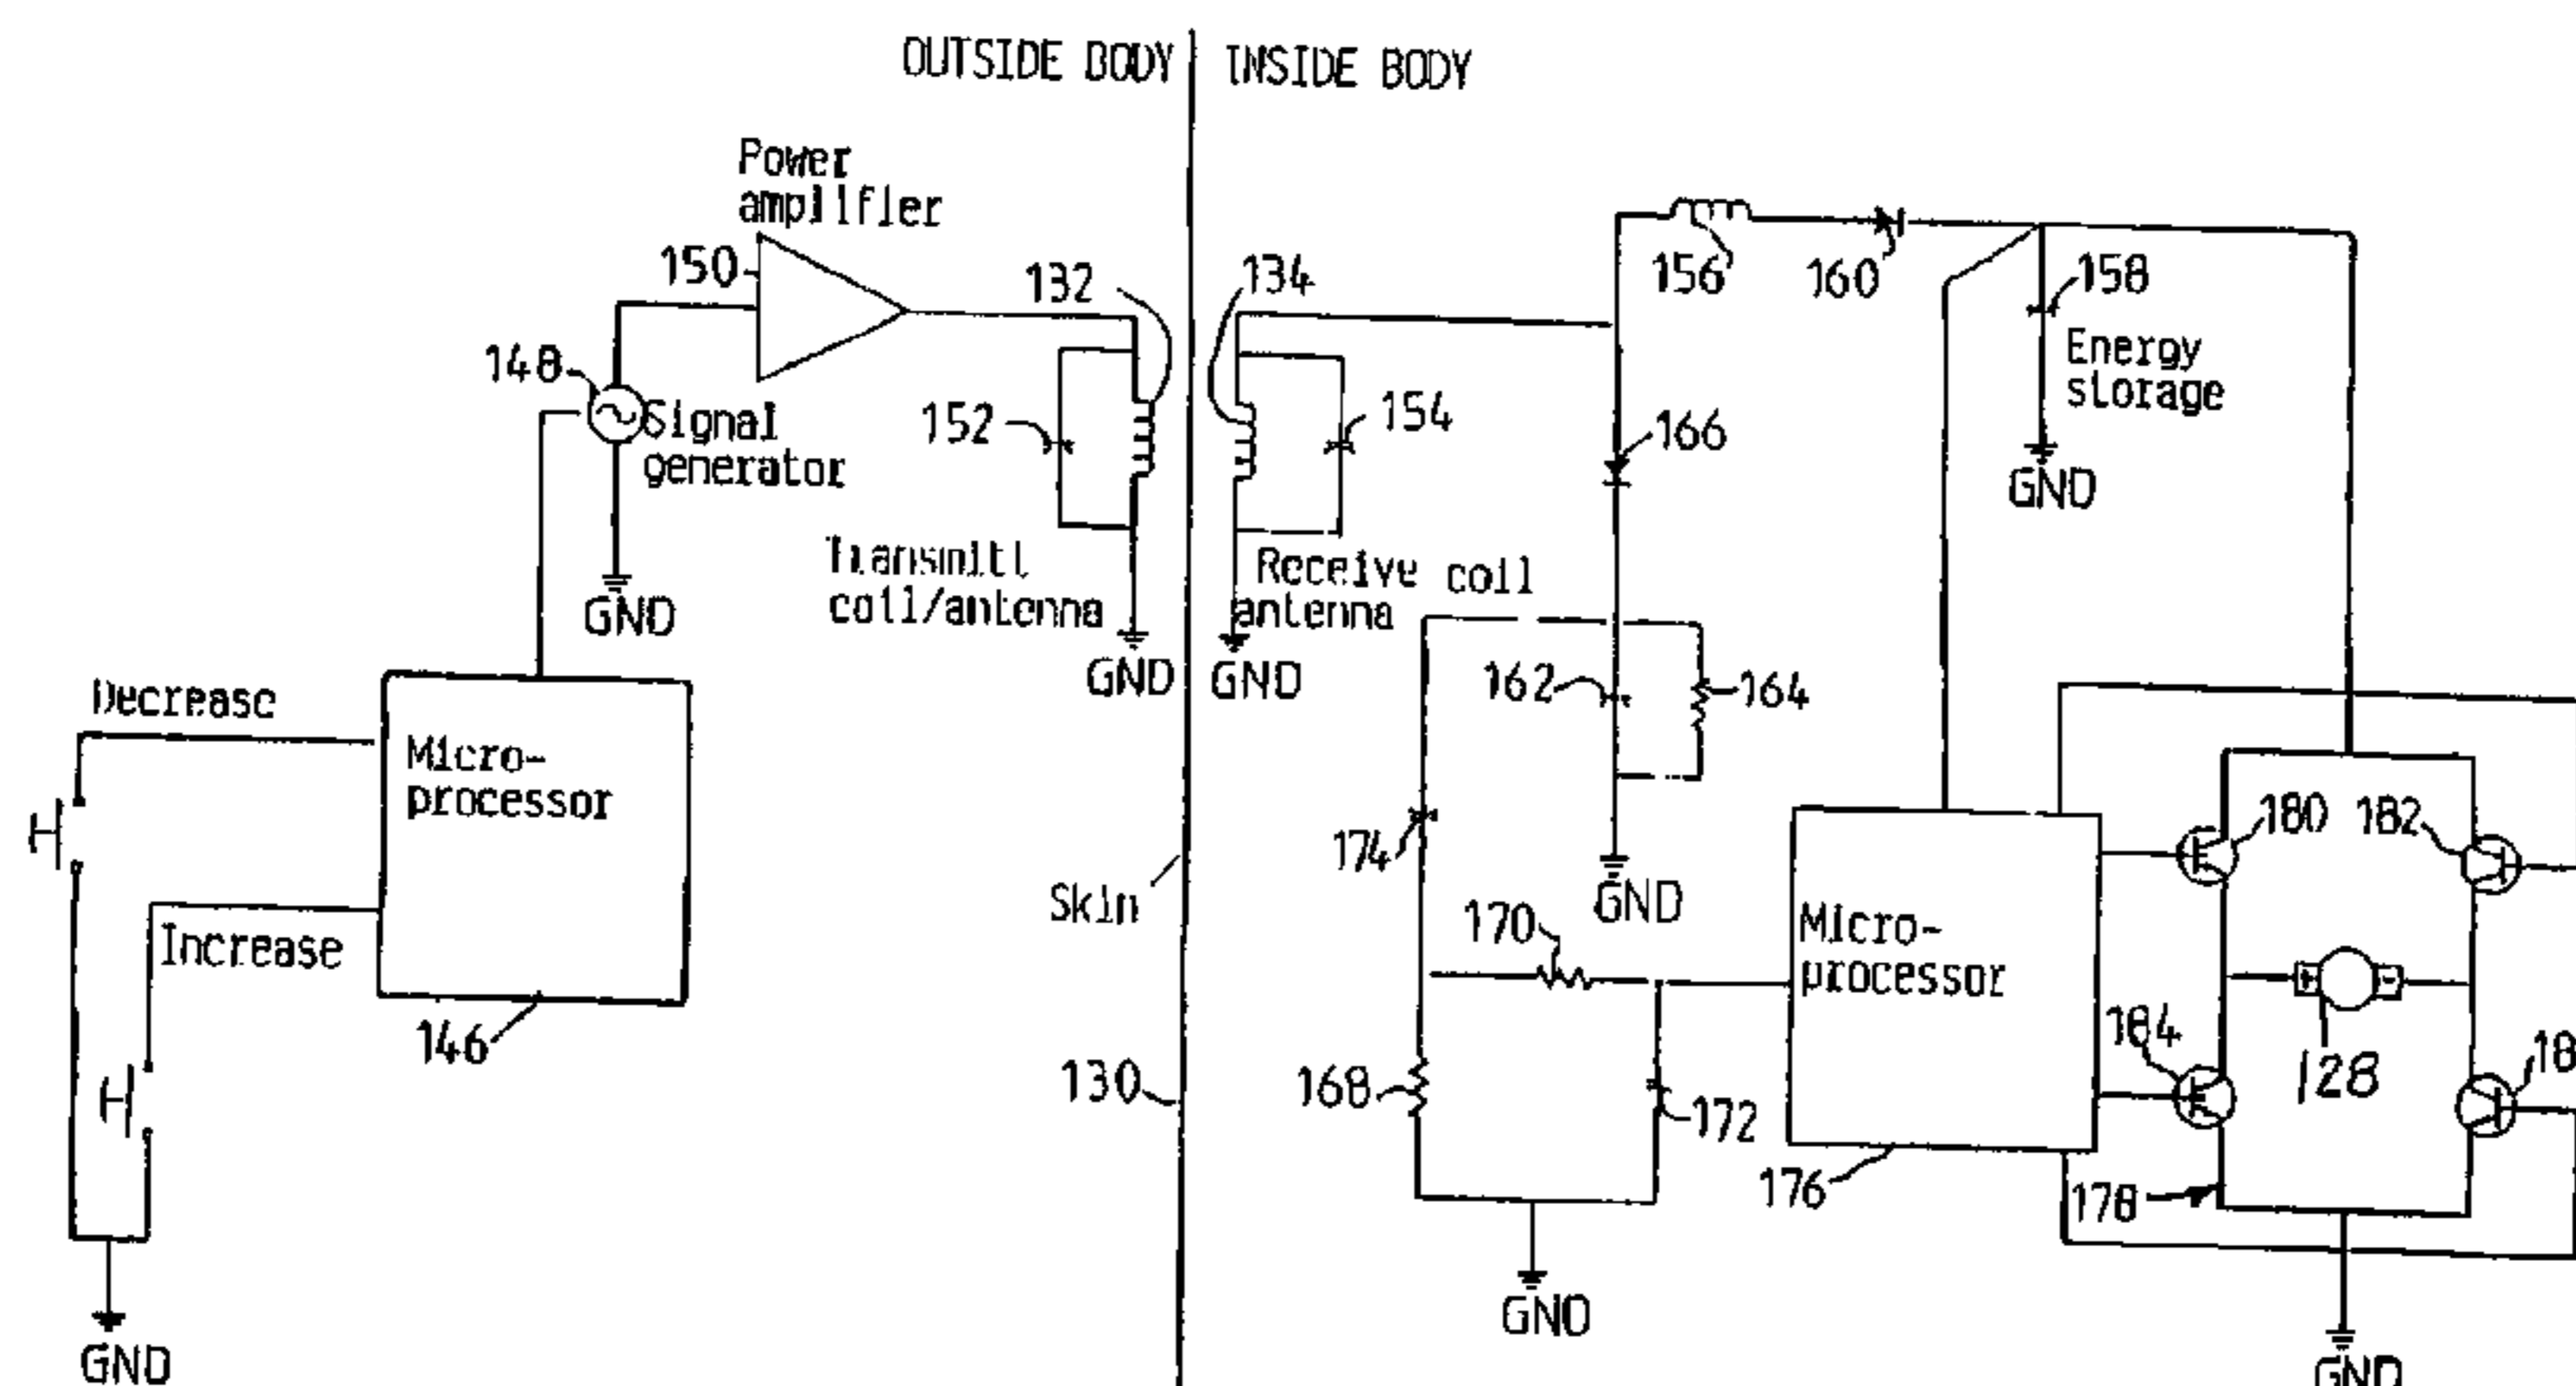 OUTSIDE BODY
INSIDE BODY
Power
amplifier
150
132
134
156
160
158
Energy
storage
GND
148
Signal
generator
GND
152
154
166
Transmitt
coil/antenna
GND
Receive coil
antenna
GND
162
164
GND
Decrease
Micro-
processor
Increase
146
GND
Skin
130
174
170
168
172
GND
Micro-
processor
176
180
182
184
128
18
178
GND